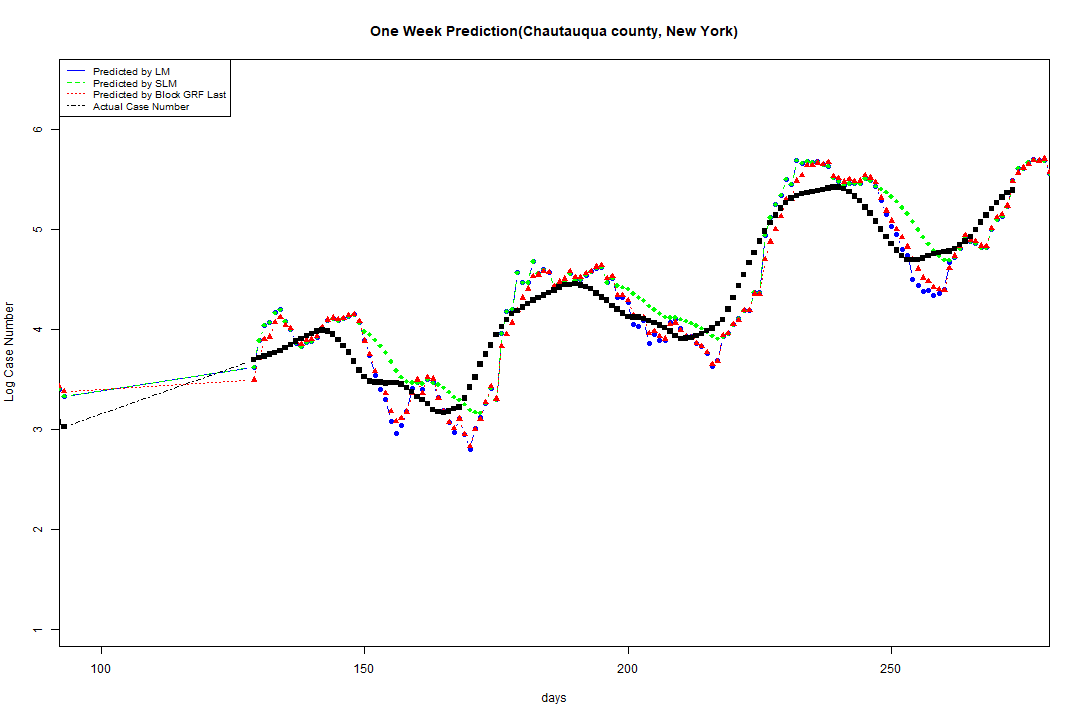 One Week Prediction(Chautauqua county, New York)
Predicted by LM
Predicted by SLM
Predicted by Block GRF Last
Actual Case Number
Log Case Number
6
5
4
3
2
1
100 150 200 250
days